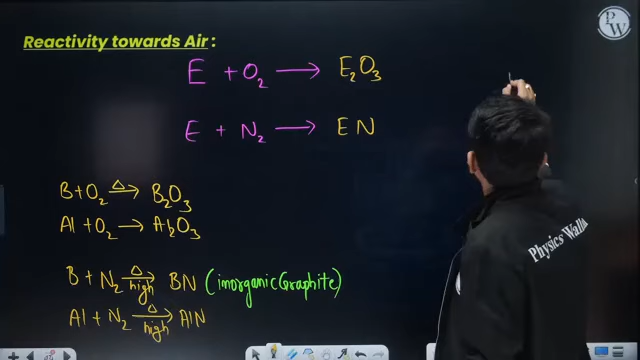 Reactivity towards Air :
E + O₂ ⟶ E₂O₃
E + N₂ ⟶ EN
B + O₂ —Δ→ B₂O₃
Al + O₂ ⟶ Al₂O₃
B + N₂ —Δ/high→ BN (inorganic Graphite)
Al + N₂ —Δ/high→ AlN
PW
Physics Walla